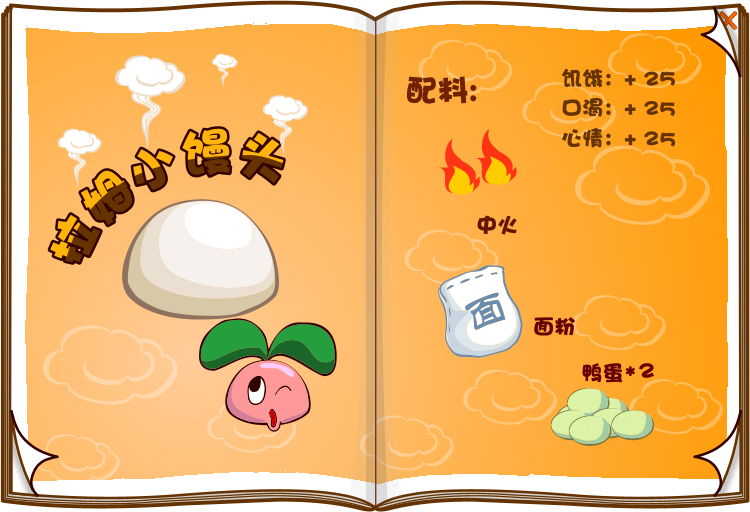 拉姆小馒头
配料:
饥饿: + 25
口渴: + 25
心情: + 25
中火
面
面粉
鸭蛋*2